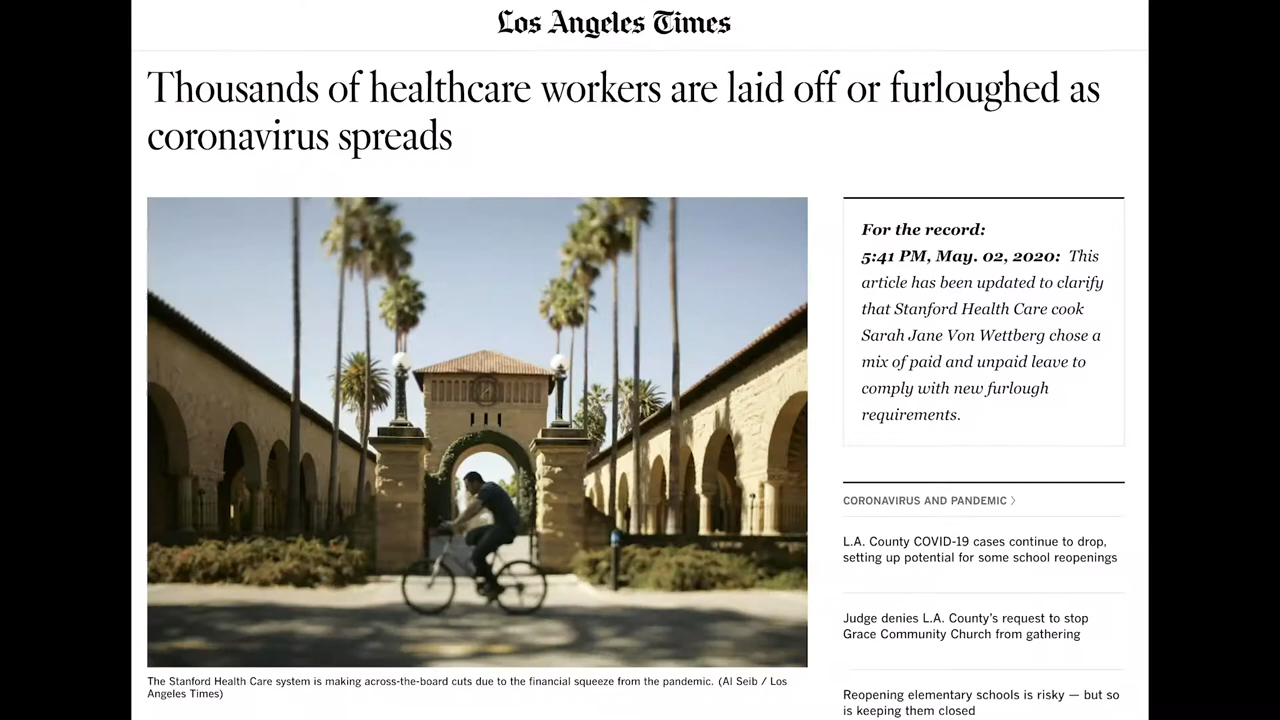 Los Angeles Times
Thousands of healthcare workers are laid off or furloughed as
coronavirus spreads
For the record:
5:41 PM, May. 02, 2020: This
article has been updated to clarify
that Stanford Health Care cook
Sarah Jane Von Wettberg chose a
mix of paid and unpaid leave to
comply with new furlough
requirements.
CORONAVIRUS AND PANDEMIC >
L.A. County COVID-19 cases continue to drop,
setting up potential for some school reopenings
Judge denies L.A. County’s request to stop
Grace Community Church from gathering
Reopening elementary schools is risky — but so
is keeping them closed
The Stanford Health Care system is making across-the-board cuts due to the financial squeeze from the pandemic. (Al Seib / Los
Angeles Times)